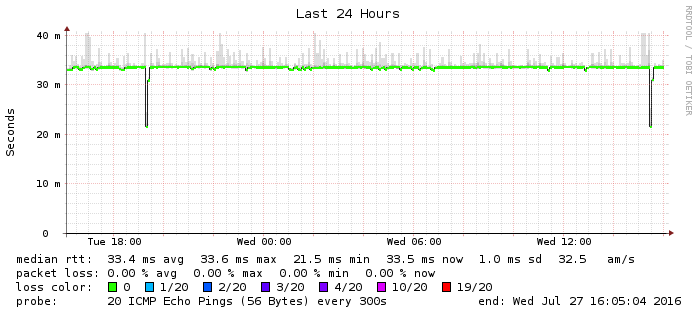 Last 24 Hours
RRDTOOL / TOBI OETIKER
Seconds
40 m
30 m
20 m
10 m
0
Tue 18:00 Wed 00:00 Wed 06:00 Wed 12:00
median rtt: 33.4 ms avg 33.6 ms max 21.5 ms min 33.5 ms now 1.0 ms sd 32.5 am/s
packet loss: 0.00 % avg 0.00 % max 0.00 % min 0.00 % now
loss color: 0 1/20 2/20 3/20 4/20 10/20 19/20
probe: 20 ICMP Echo Pings (56 Bytes) every 300s end: Wed Jul 27 16:05:04 2016